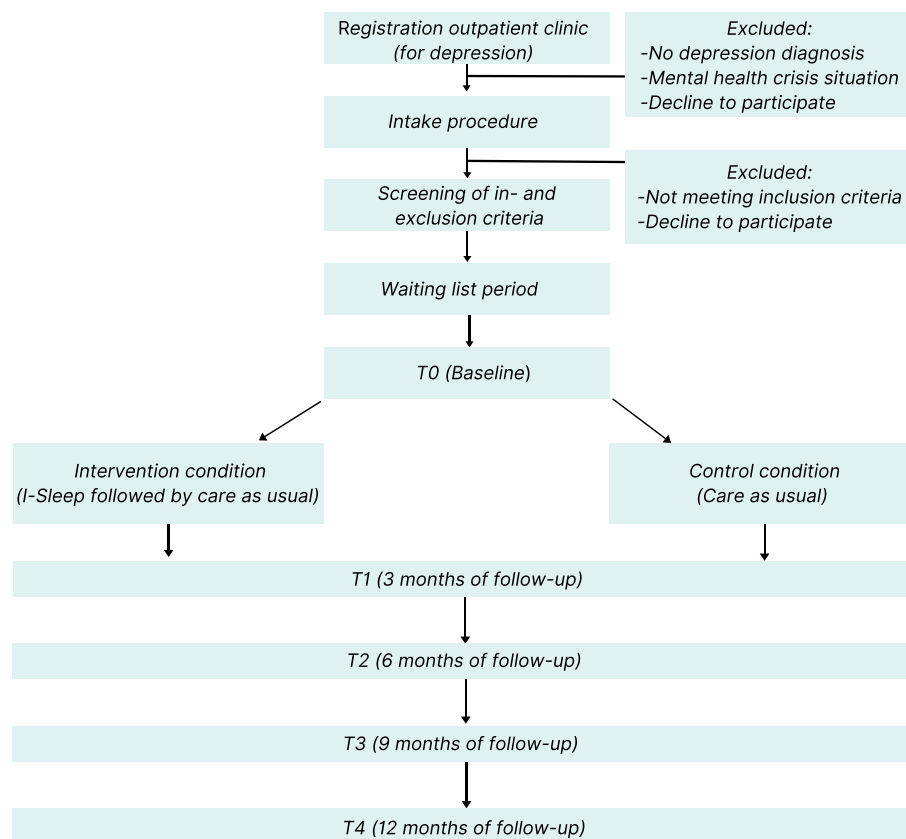 Registration outpatient clinic
(for depression)
Excluded:
-No depression diagnosis
-Mental health crisis situation
-Decline to participate
Intake procedure
Excluded:
-Not meeting inclusion criteria
-Decline to participate
Screening of in- and
exclusion criteria
Waiting list period
T0 (Baseline)
Intervention condition
(I-Sleep followed by care as usual)
Control condition
(Care as usual)
T1 (3 months of follow-up)
T2 (6 months of follow-up)
T3 (9 months of follow-up)
T4 (12 months of follow-up)